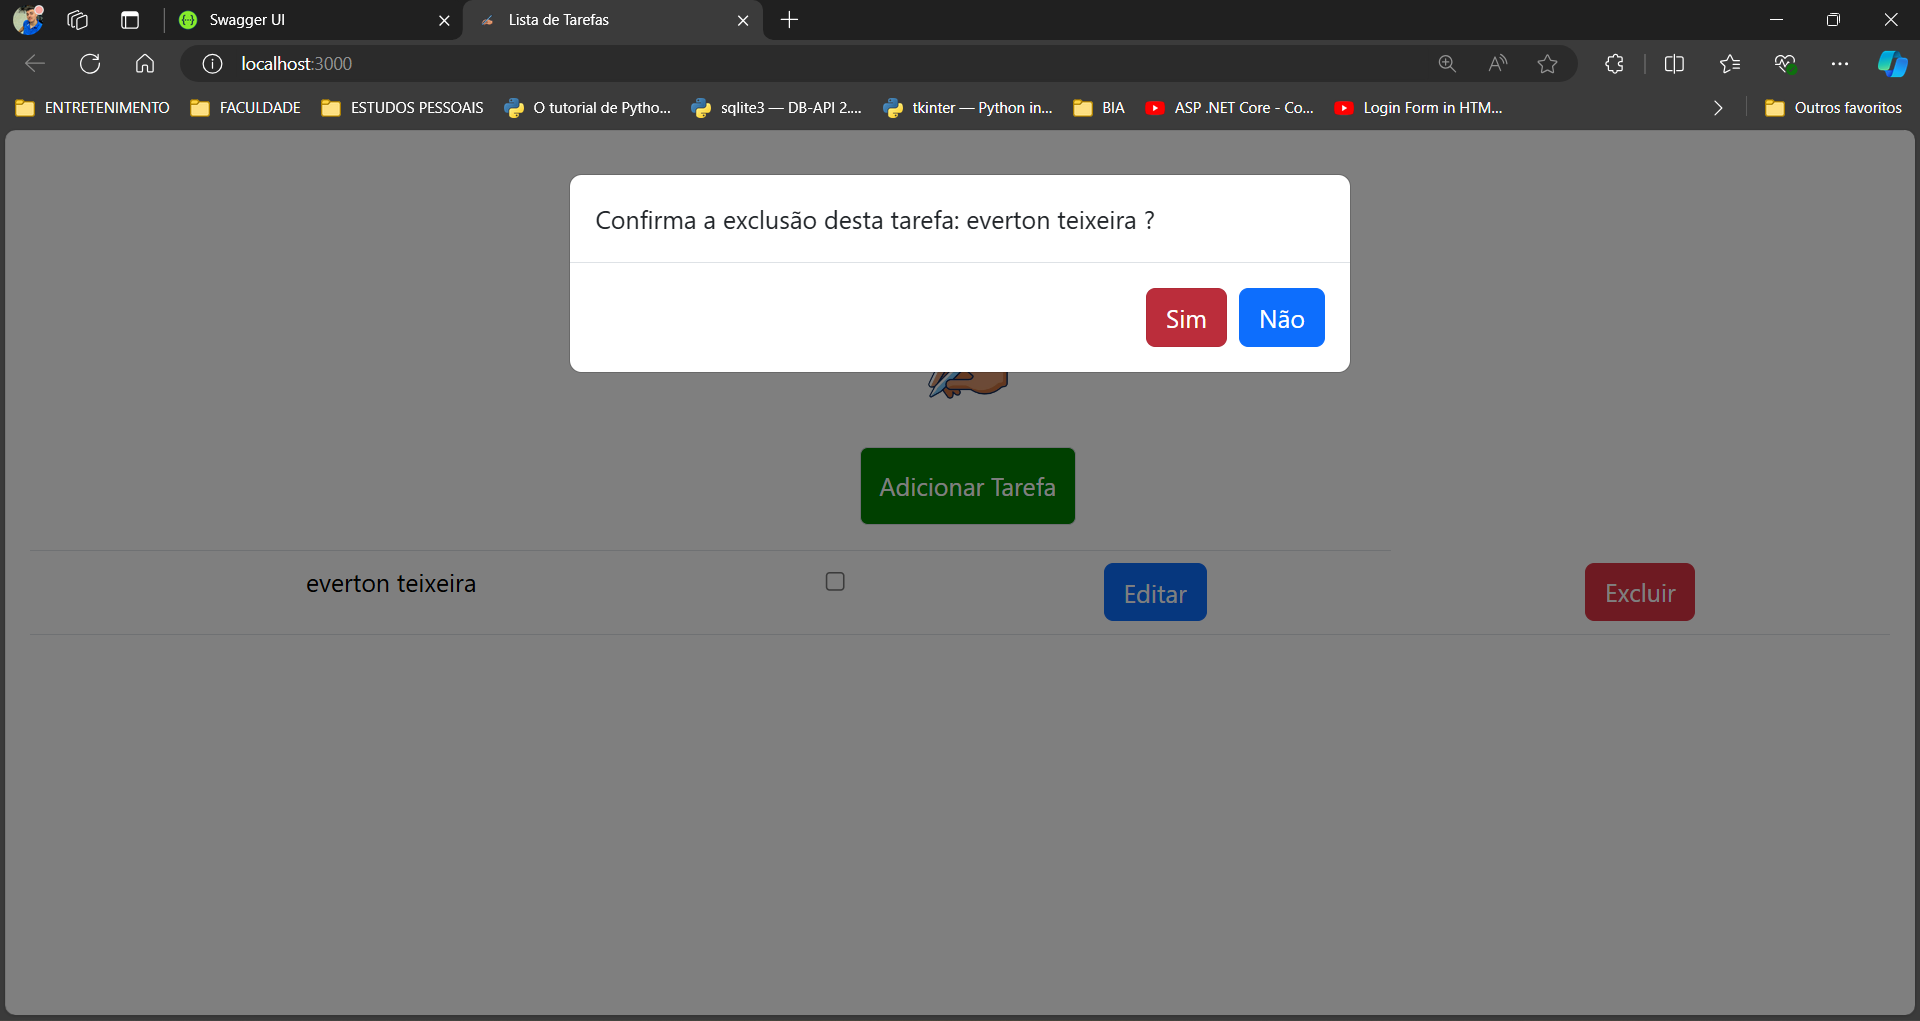 Swagger UI
Lista de Tarefas
localhost:3000
ENTRETENIMENTO
FACULDADE
ESTUDOS PESSOAIS
O tutorial de Pytho...
sqlite3 — DB-API 2....
tkinter — Python in...
BIA
ASP .NET Core - Co...
Login Form in HTM...
Outros favoritos
Confirma a exclusão desta tarefa: everton teixeira ?
Sim
Não
Adicionar Tarefa
everton teixeira
Editar
Excluir